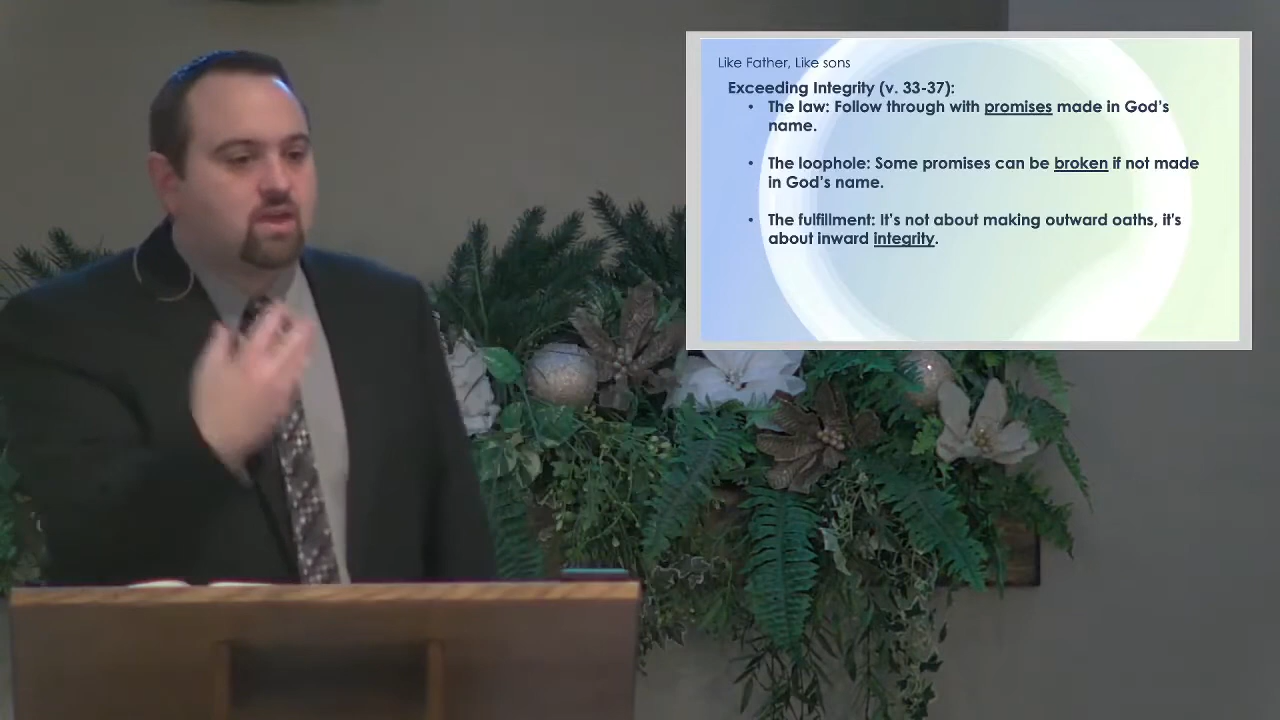 Like Father, Like sons
Exceeding Integrity (v. 33-37):
• The law: Follow through with promises made in God's
name.
• The loophole: Some promises can be broken if not made
in God's name.
• The fulfillment: It's not about making outward oaths, it's
about inward integrity.